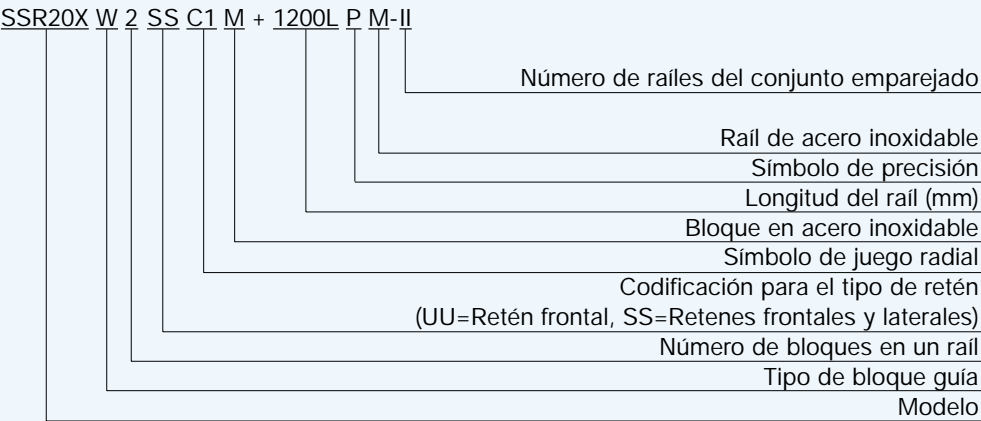 SSR20X W 2 SS C1 M + 1200L P M-II
Número de raíles del conjunto emparejado
Raíl de acero inoxidable
Símbolo de precisión
Longitud del raíl (mm)
Bloque en acero inoxidable
Símbolo de juego radial
Codificación para el tipo de retén
(UU=Retén frontal, SS=Retenes frontales y laterales)
Número de bloques en un raíl
Tipo de bloque guía
Modelo